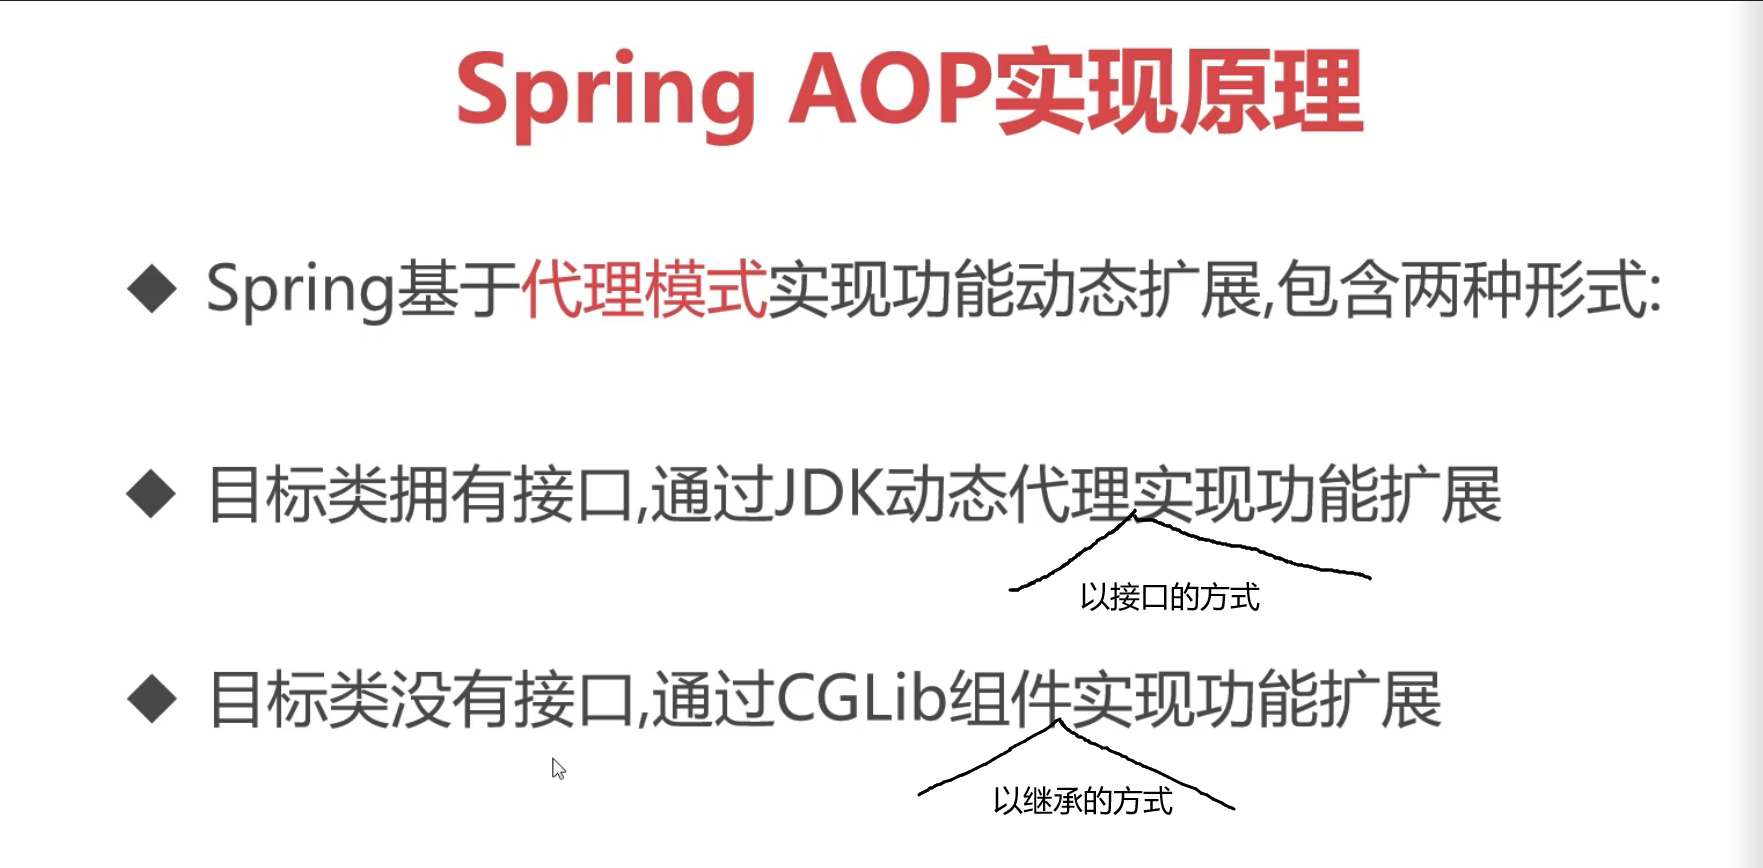 Spring AOP实现原理
Spring基于代理模式实现功能动态扩展,包含两种形式:
目标类拥有接口,通过JDK动态代理实现功能扩展
以接口的方式
目标类没有接口,通过CGLib组件实现功能扩展
以继承的方式